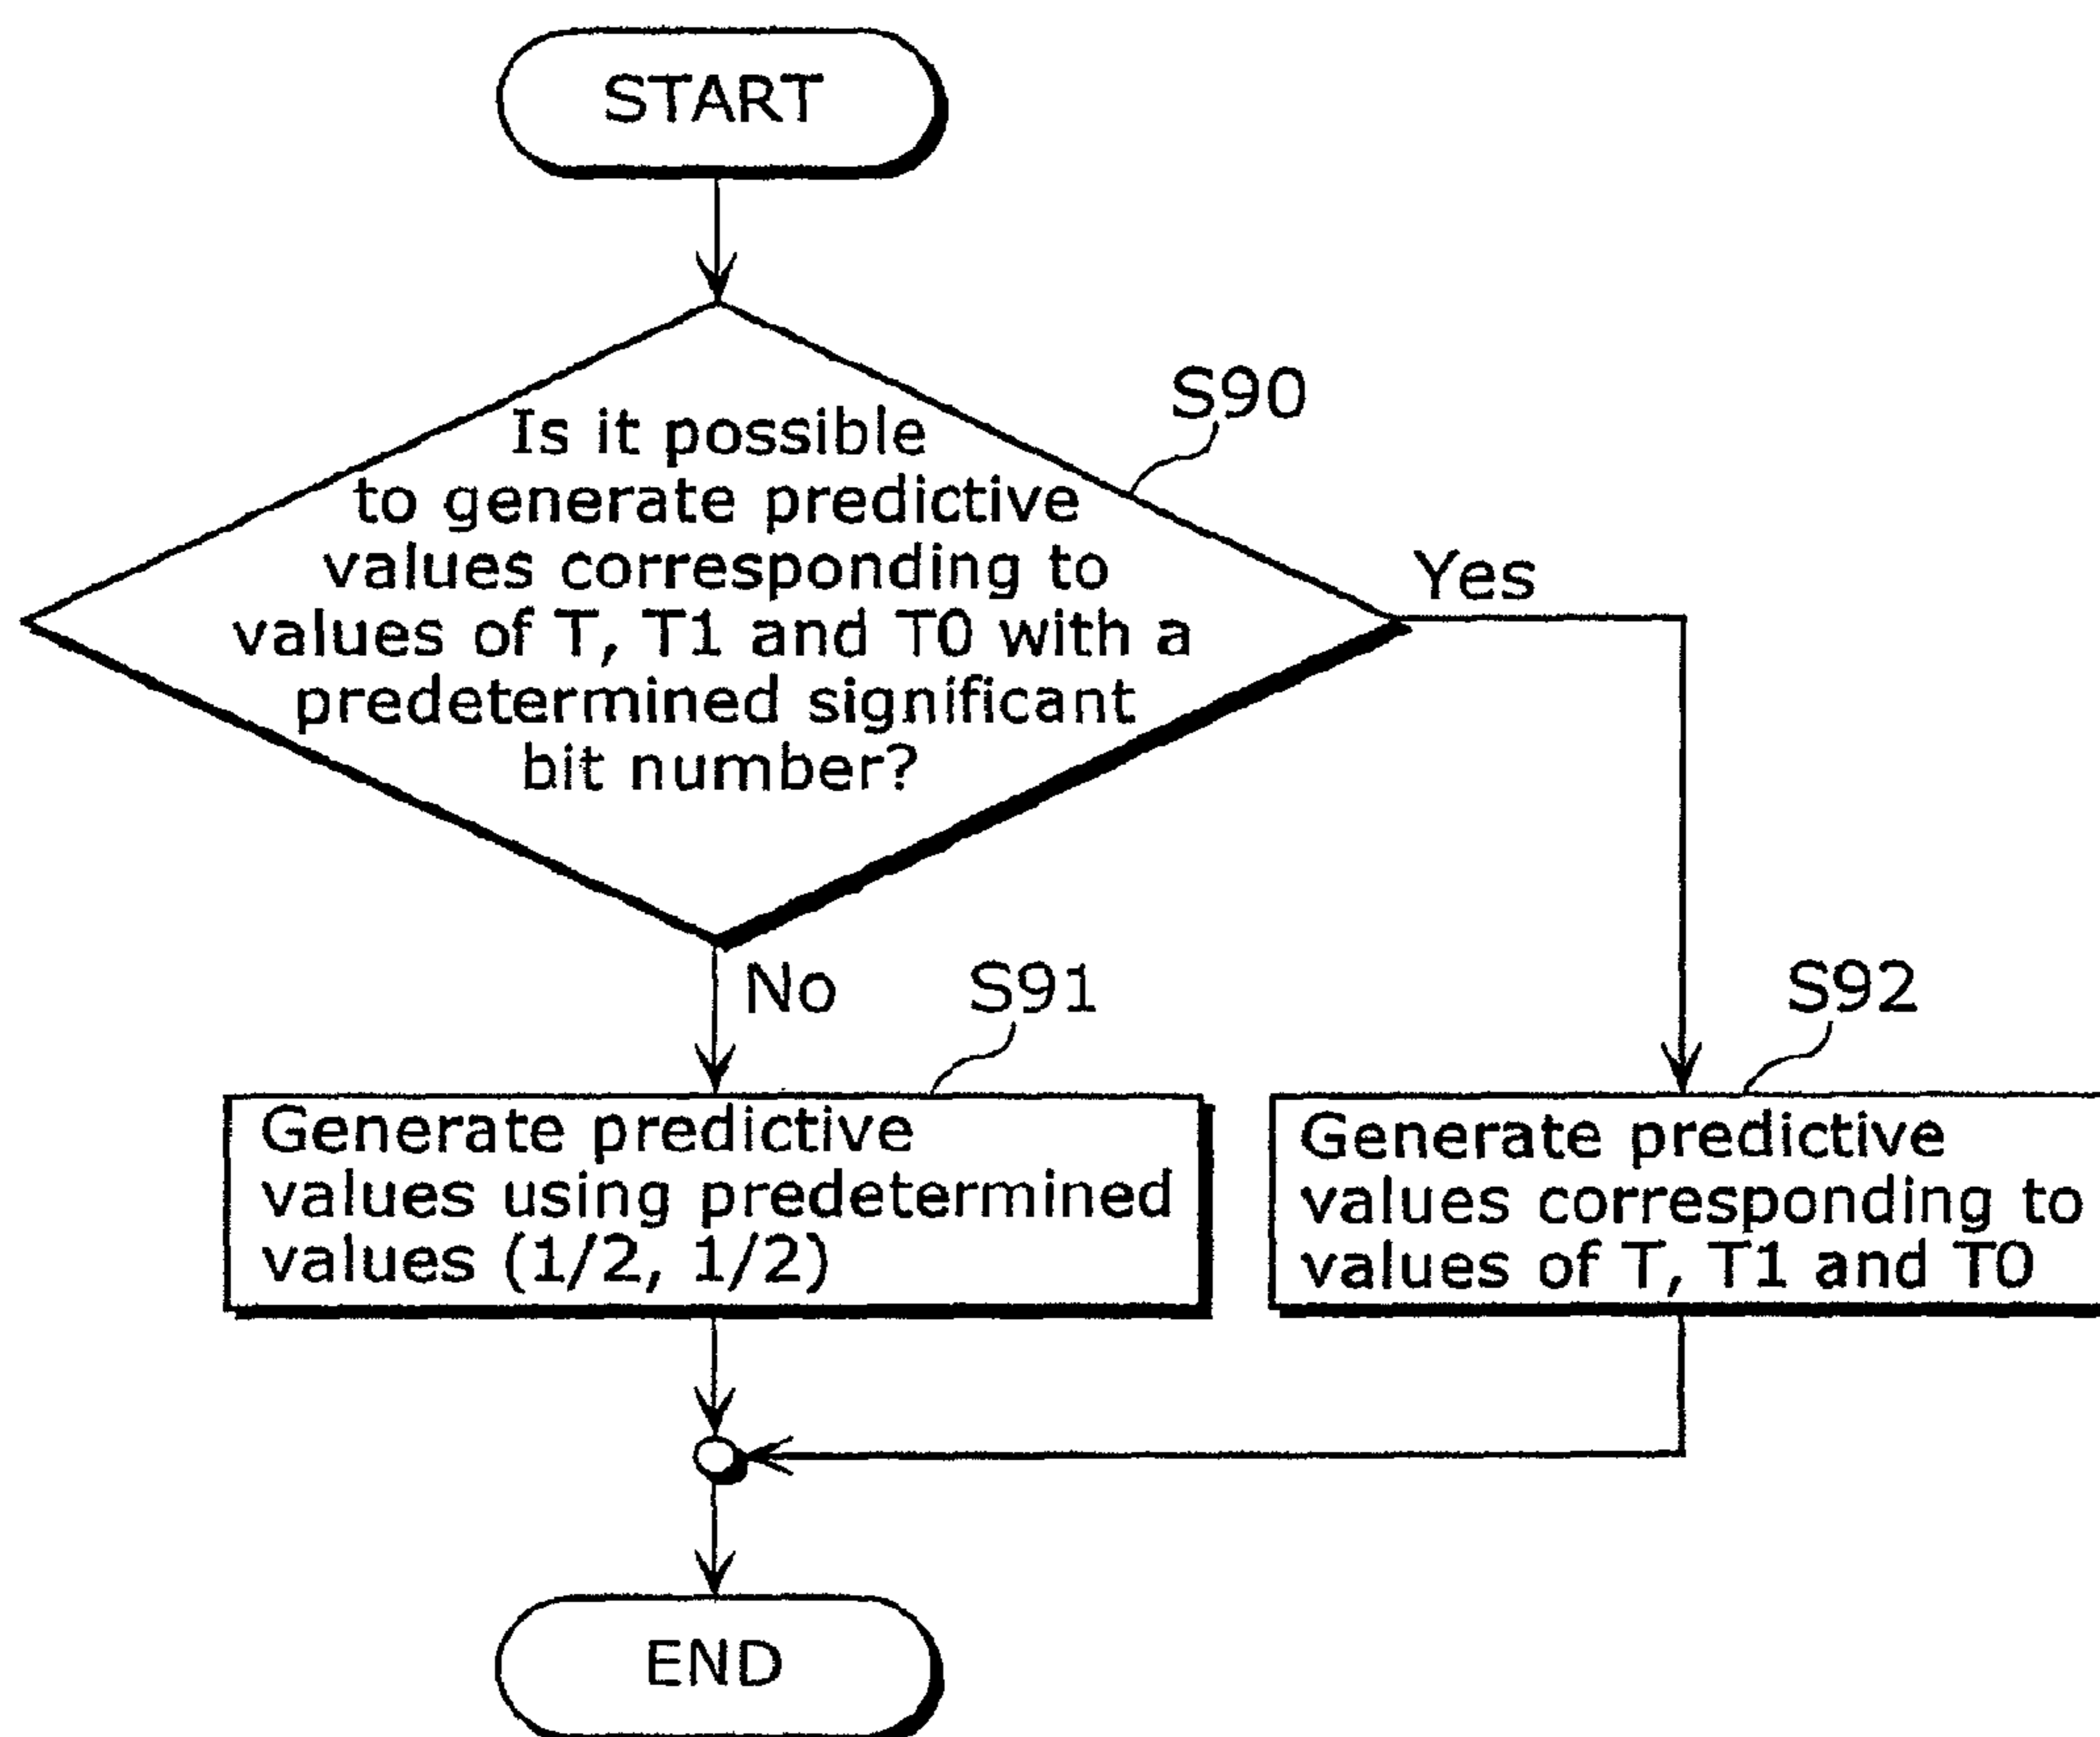 START
S90
Is it possible
to generate predictive
values corresponding to
values of T, T1 and T0 with a
predetermined significant
bit number?
Yes
No
S91
S92
Generate predictive
values using predetermined
values (1/2, 1/2)
Generate predictive
values corresponding to
values of T, T1 and T0
END